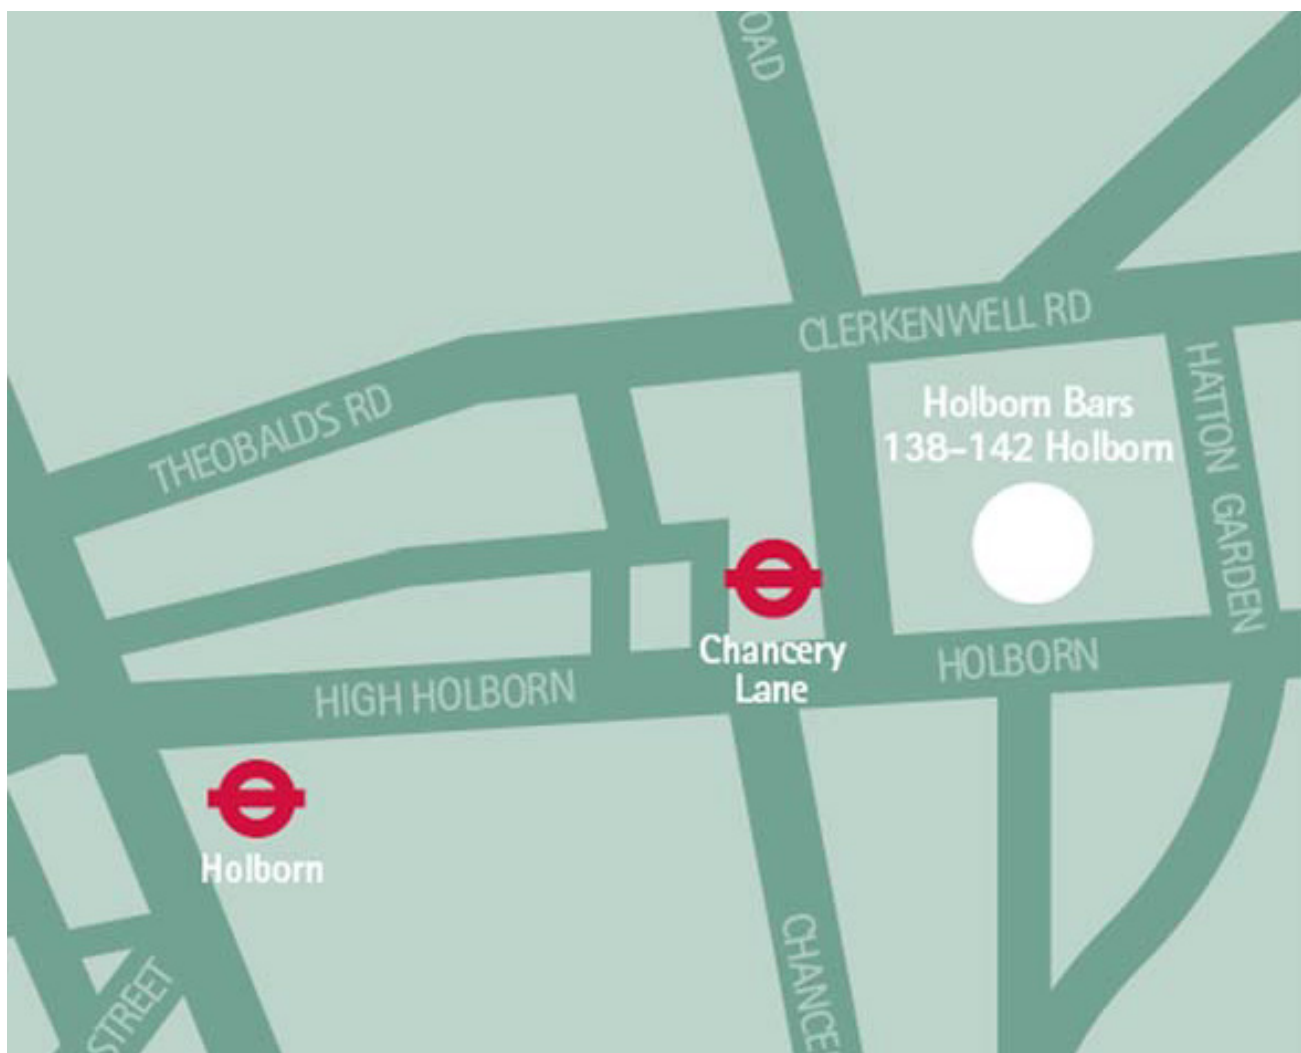 OAD
CLERKENWELL RD
THEOBALDS RD
HATTON GARDEN
Holborn Bars
138–142 Holborn
Chancery
Lane
HOLBORN
HIGH HOLBORN
Holborn
CHANCE
STREET